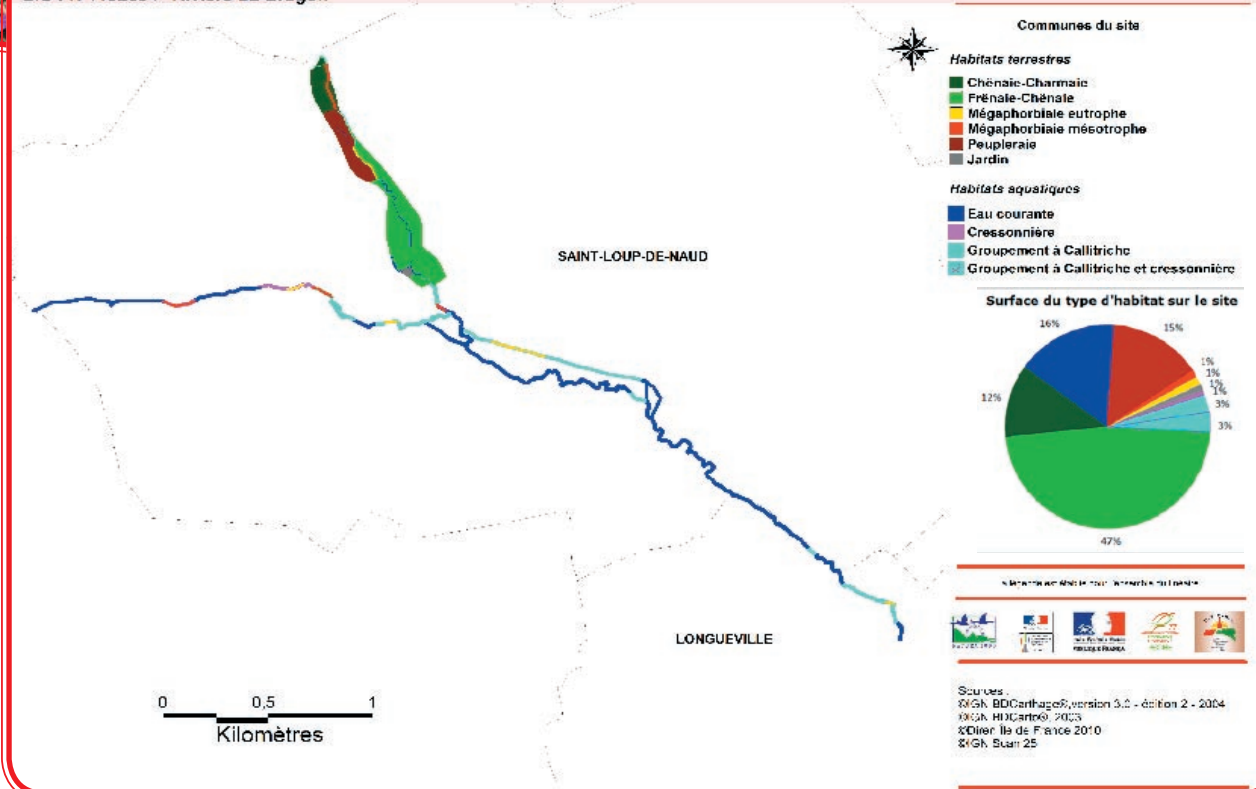 Communes du site
Habitats terrestres
Chênaie-Charmaie
Frênaie-Chênaie
Mégaphorbiaie eutrophe
Mégaphorbiaie mésotrophe
Peupleraie
Jardin
Habitats aquatiques
Eau courante
Cressonnière
Groupement à Callitriche
Groupement à Callitriche et cressonnière
SAINT-LOUP-DE-NAUD
Surface du type d'habitat sur le site
16%
15%
1%
1%
1%
1%
12%
3%
3%
47%
LONGUEVILLE
0 0,5 1
Kilomètres
Sources :
©IGN BDCarthage®,version 3.0 - édition 2 - 2004
©IGN BDCarto®, 2003
©Diren Île de France 2010
©IGN Scan 25